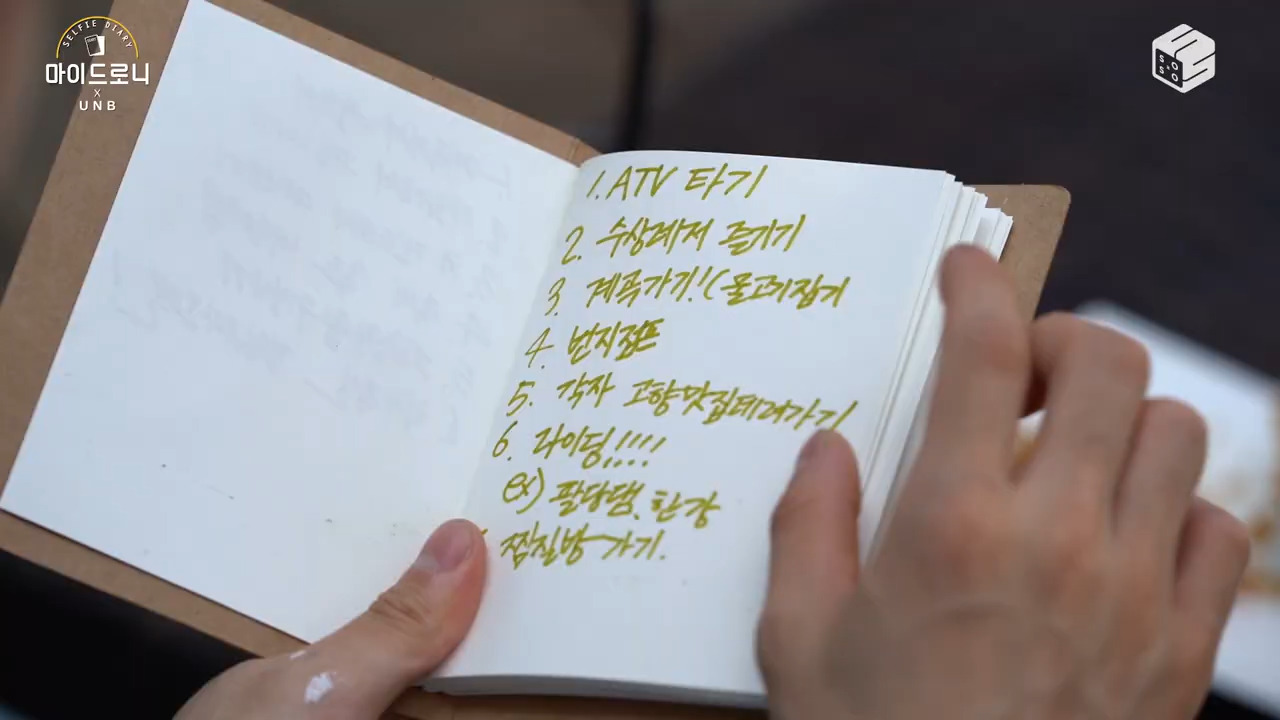 SELFIE DIARY
마이드로니
X
UNB
1. ATV 타기
2. 수상레저 즐기기
3. 계곡가기!(물고기잡기
4. 번지점프
5. 각자 고향맛집데려가기
6. 라이딩!!!!
ex) 팔당댐, 한강
찜질방 가기.